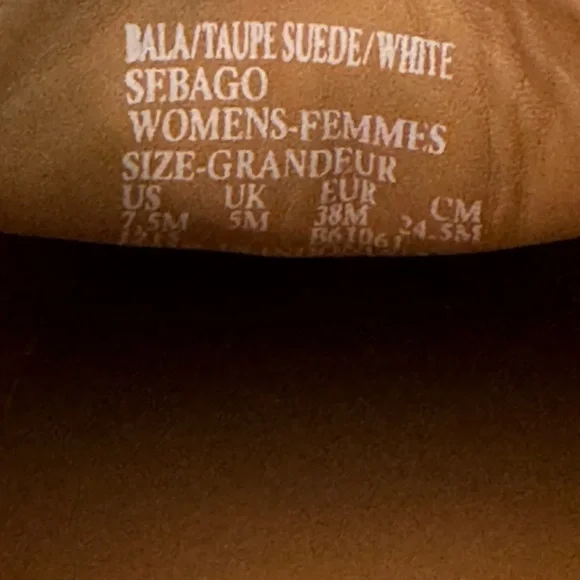 BALA/TAUPE SUEDE/WHITE
SEBAGO
WOMENS-FEMMES
SIZE-GRANDEUR
US UK EUR CM
7.5M 5M 38M 24-5M
B61061